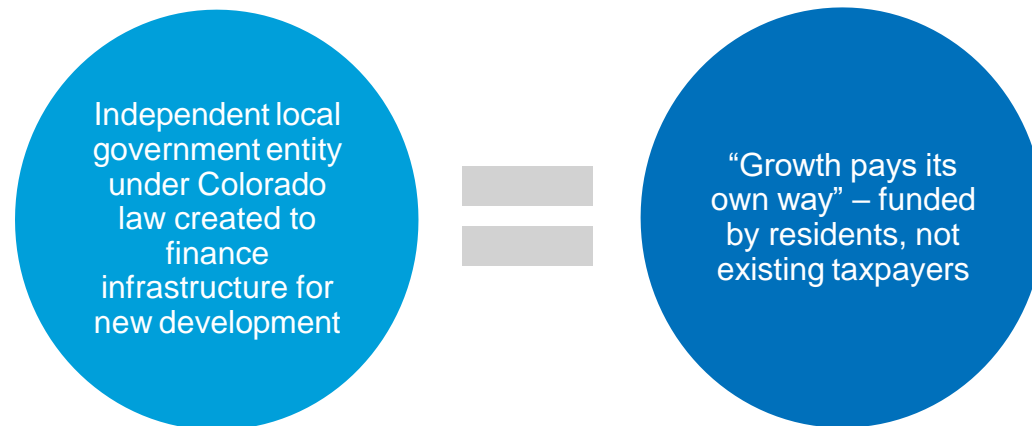 Independent local
government entity
under Colorado
law created to
finance
infrastructure for
new development
“Growth pays its
own way” – funded
by residents, not
existing taxpayers